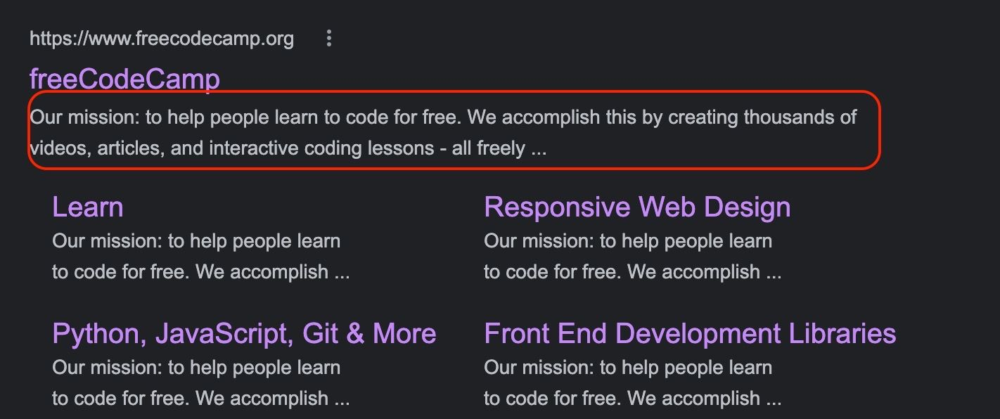 https://www.freecodecamp.org
freeCodeCamp
Our mission: to help people learn to code for free. We accomplish this by creating thousands of
videos, articles, and interactive coding lessons - all freely ...
Learn
Our mission: to help people learn
to code for free. We accomplish ...
Responsive Web Design
Our mission: to help people learn
to code for free. We accomplish ...
Python, JavaScript, Git & More
Our mission: to help people learn
to code for free. We accomplish ...
Front End Development Libraries
Our mission: to help people learn
to code for free. We accomplish ...